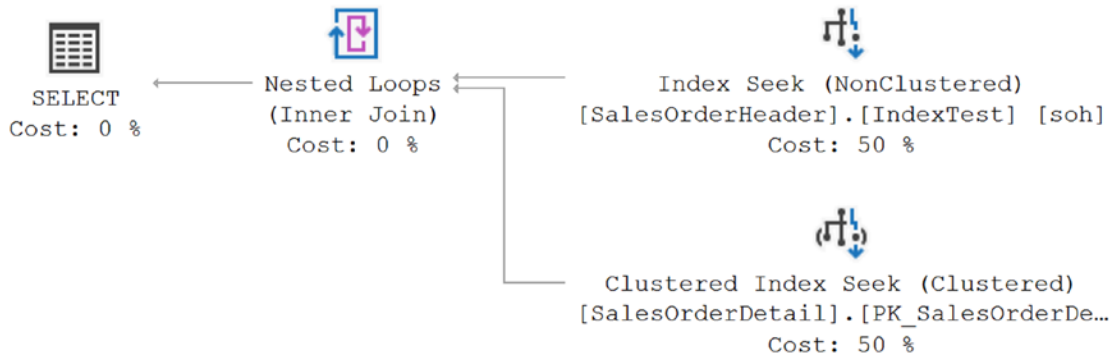 SELECT
Cost: 0 %
Nested Loops
(Inner Join)
Cost: 0 %
Index Seek (NonClustered)
[SalesOrderHeader].[IndexTest] [soh]
Cost: 50 %
Clustered Index Seek (Clustered)
[SalesOrderDetail].[PK_SalesOrderDe…
Cost: 50 %